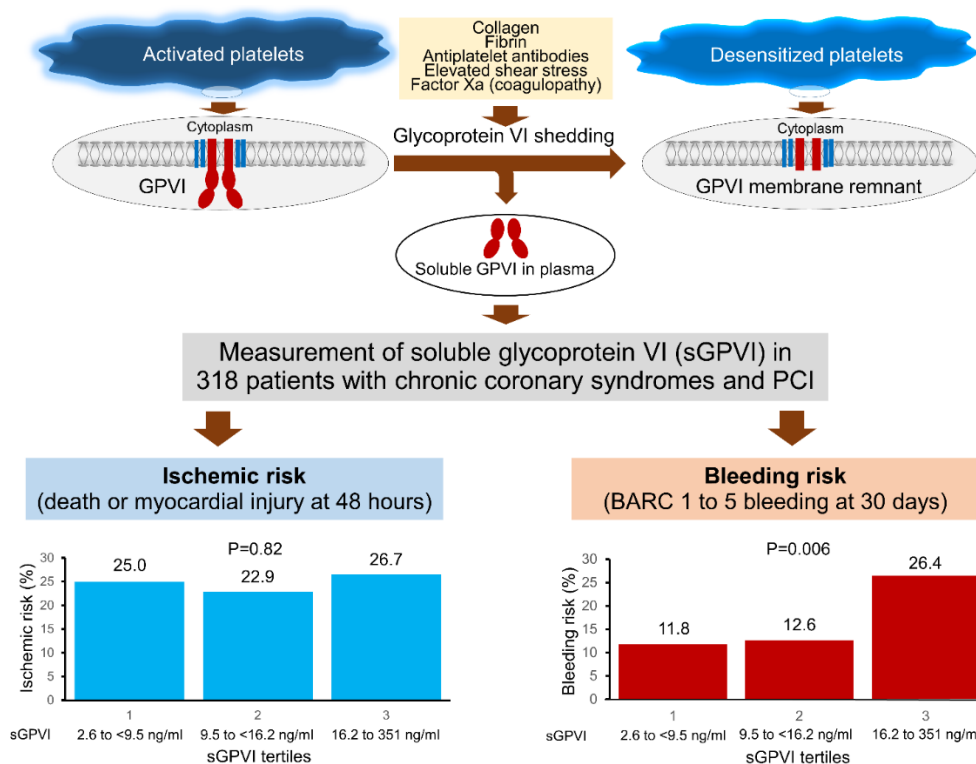 Activated platelets
Collagen
Fibrin
Antiplatelet antibodies
Elevated shear stress
Factor Xa (coagulopathy)
Desensitized platelets
Cytoplasm
GPVI
Glycoprotein VI shedding
Cytoplasm
GPVI membrane remnant
Soluble GPVI in plasma
Measurement of soluble glycoprotein VI (sGPVI) in
318 patients with chronic coronary syndromes and PCI
Ischemic risk
(death or myocardial injury at 48 hours)
Ischemic risk (%)
30
25
20
15
10
5
0
P=0.82
25.0
22.9
26.7
1
2
3
sGPVI
2.6 to <9.5 ng/ml
9.5 to <16.2 ng/ml
16.2 to 351 ng/ml
sGPVI tertiles
Bleeding risk
(BARC 1 to 5 bleeding at 30 days)
Bleeding risk (%)
30
25
20
15
10
5
0
P=0.006
11.8
12.6
26.4
1
2
3
sGPVI
2.6 to <9.5 ng/ml
9.5 to <16.2 ng/ml
16.2 to 351 ng/ml
sGPVI tertiles